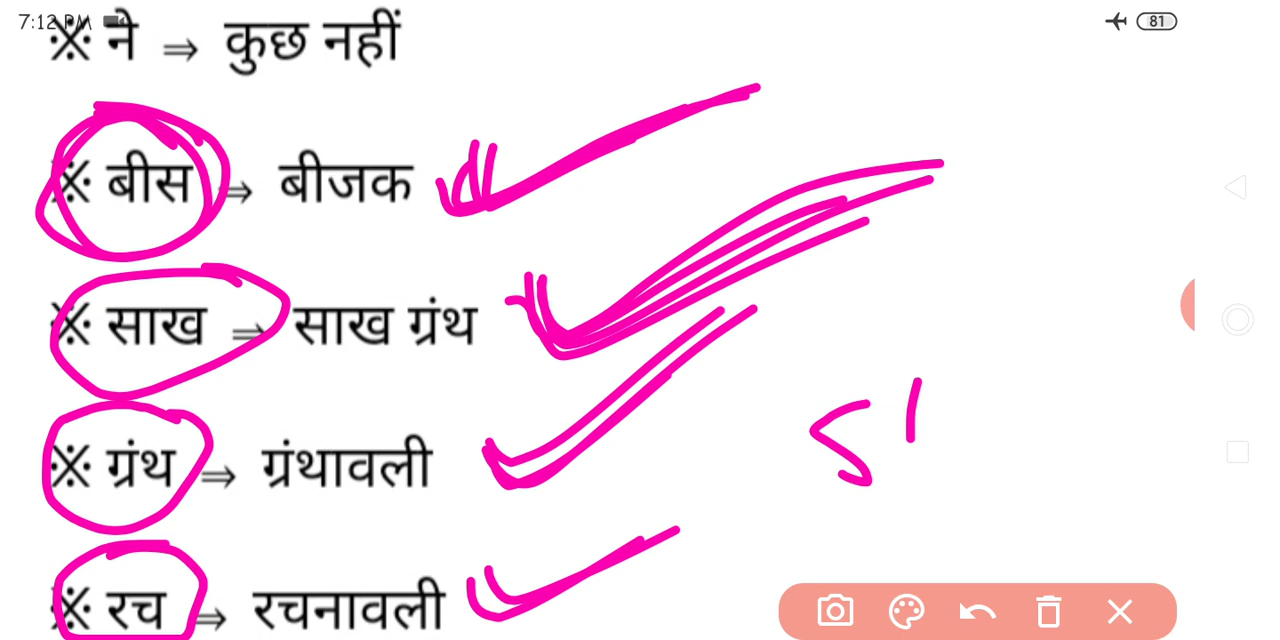 7:12 PM 81
※ ने ⇒ कुछ नहीं
※ बीस ⇒ बीजक
※ साख ⇒ साख ग्रंथ
※ ग्रंथ ⇒ ग्रंथावली
※ रच ⇒ रचनावली